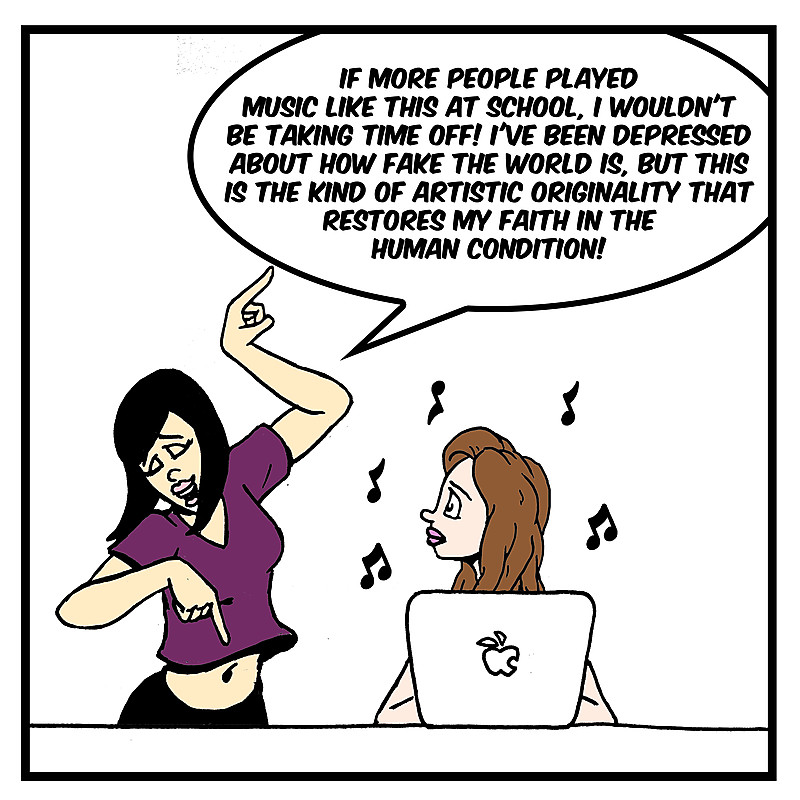 IF MORE PEOPLE PLAYED
MUSIC LIKE THIS AT SCHOOL, I WOULDN'T
BE TAKING TIME OFF! I'VE BEEN DEPRESSED
ABOUT HOW FAKE THE WORLD IS, BUT THIS
IS THE KIND OF ARTISTIC ORIGINALITY THAT
RESTORES MY FAITH IN THE
HUMAN CONDITION!